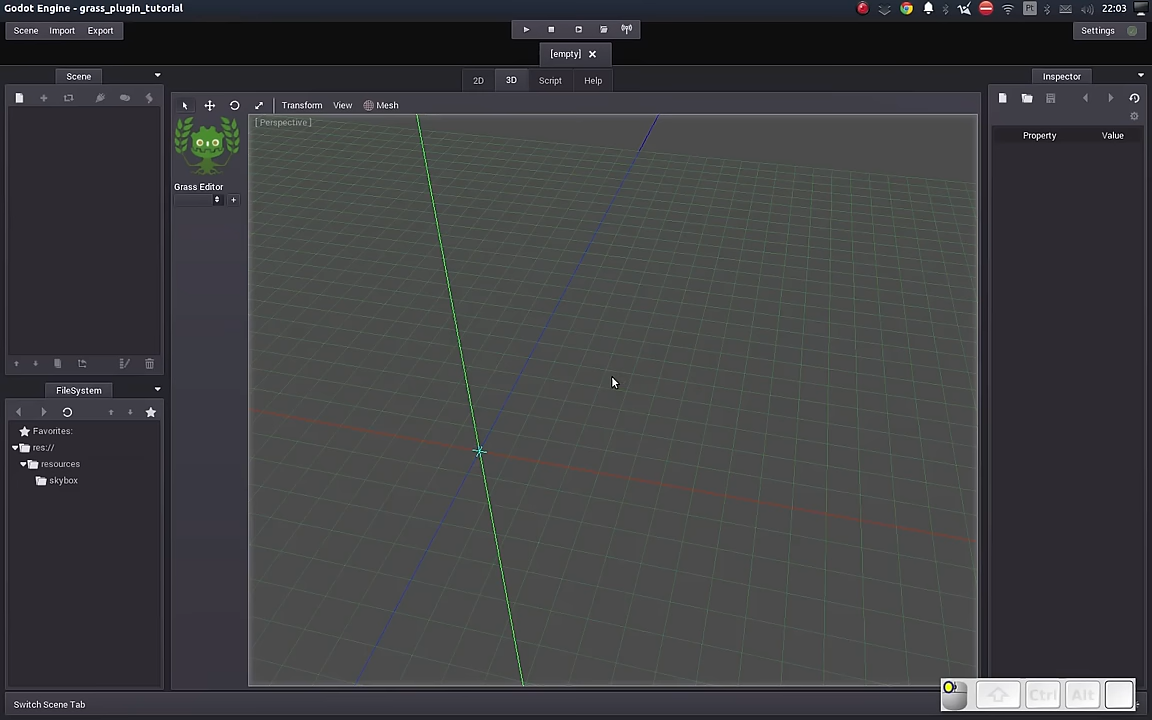 Godot Engine - grass_plugin_tutorial
Pt
22:03
Scene Import Export
Settings
[empty]
Scene
2D 3D Script Help
Inspector
Transform View Mesh
[ Perspective ]
Property Value
Grass Editor
FileSystem
Favorites:
res://
resources
skybox
Switch Scene Tab
Ctrl Alt